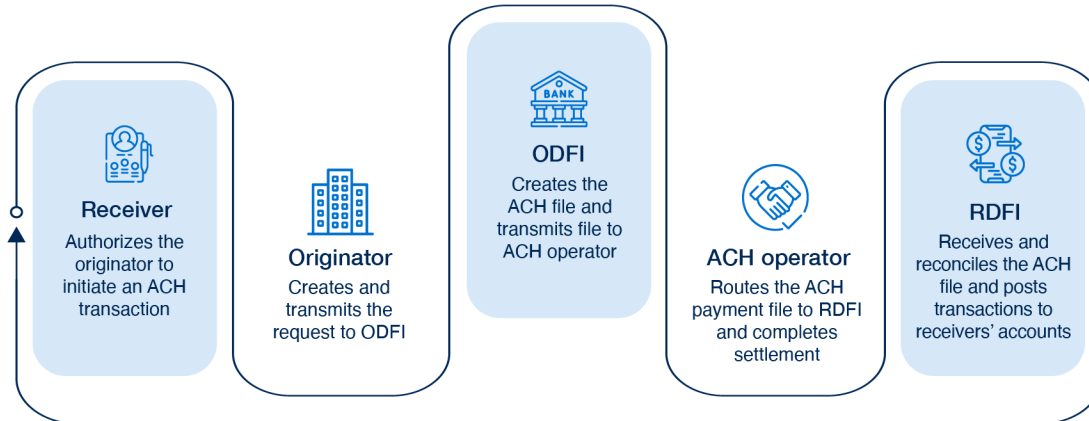 Receiver
Authorizes the
originator to
initiate an ACH
transaction
Originator
Creates and
transmits the
request to ODFI
BANK
ODFI
Creates the
ACH file and
transmits file to
ACH operator
ACH operator
Routes the ACH
payment file to RDFI
and completes
settlement
$
$
RDFI
Receives and
reconciles the ACH
file and posts
transactions to
receivers' accounts